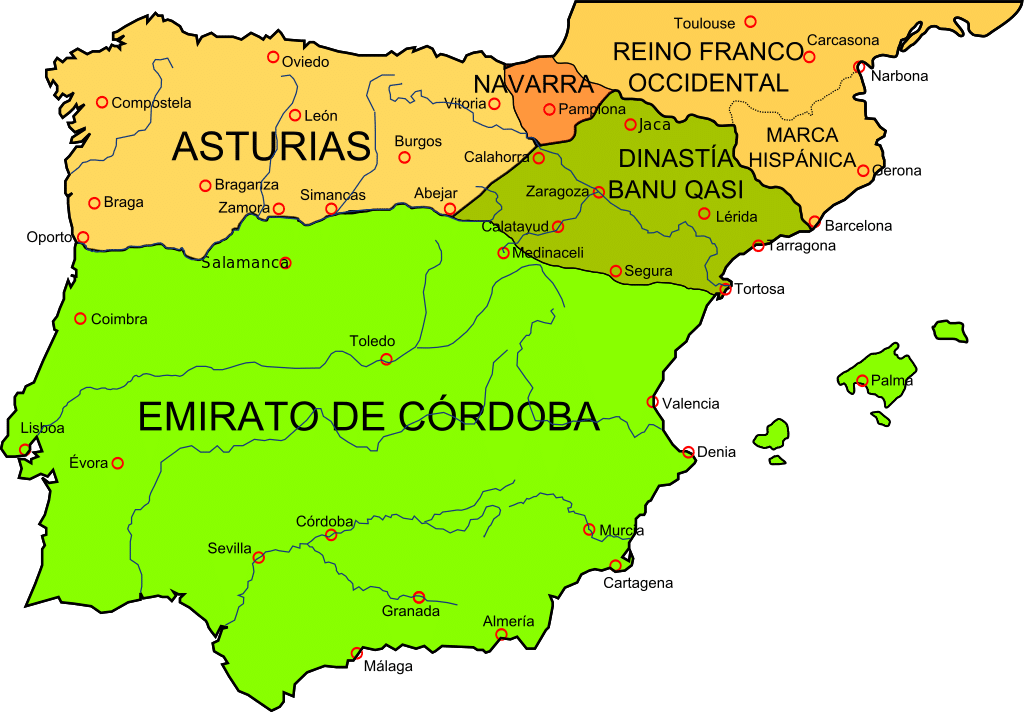 Toulouse
Carcasona
REINO FRANCO
OCCIDENTAL
Narbona
Oviedo
NAVARRA
Compostela
Vitoria
Pamplona
León
Jaca
MARCA
HISPÁNICA
ASTURIAS
Burgos
Calahorra
DINASTÍA
BANU QASI
Gerona
Braganza
Simancas
Abejar
Zaragoza
Braga
Zamora
Lérida
Calatayud
Barcelona
Oporto
Tarragona
Medinaceli
Salamanca
Segura
Tortosa
Coimbra
Toledo
Palma
Valencia
EMIRATO DE CÓRDOBA
Lisboa
Évora
Denia
Córdoba
Murcia
Sevilla
Cartagena
Granada
Almería
Málaga